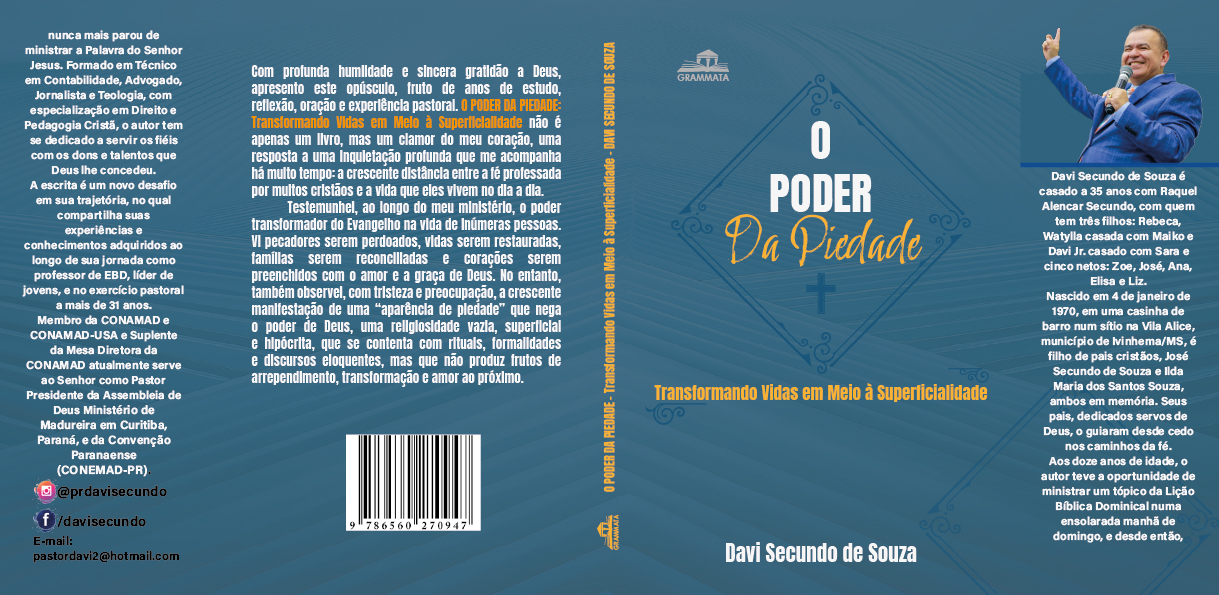 nunca mais parou de
ministrar a Palavra do Senhor
Jesus. Formado em Técnico
em Contabilidade, Advogado,
Jornalista e Teologia, com
especialização em Direito e
Pedagogia Cristã, o autor tem
se dedicado a servir os fiéis
com os dons e talentos que
Deus lhe concedeu.
A escrita é um novo desafio
em sua trajetória, no qual
compartilha suas
experiências e
conhecimentos adquiridos ao
longo de sua jornada como
professor de EBD, líder de
jovens, e no exercício pastoral
a mais de 31 anos.
Membro da CONAMAD e
CONAMAD-USA e Suplente
da Mesa Diretora da
CONAMAD atualmente serve
ao Senhor como Pastor
Presidente da Assembleia de
Deus Ministério de
Madureira em Curitiba,
Paraná, e da Convenção
Paranaense
(CONEMAD-PR).
@prdavisecundo
/davisecundo
E-mail:
pastordavi2@hotmail.com
Com profunda humildade e sincera gratidão a Deus,
apresento este opúsculo, fruto de anos de estudo,
reflexão, oração e experiência pastoral. O PODER DA PIEDADE:
Transformando Vidas em Meio à Superficialidade não é
apenas um livro, mas um clamor do meu coração, uma
resposta a uma inquietação profunda que me acompanha
há muito tempo: a crescente distância entre a fé professada
por muitos cristãos e a vida que eles vivem no dia a dia.
Testemunhei, ao longo do meu ministério, o poder
transformador do Evangelho na vida de inúmeras pessoas.
Vi pecadores serem perdoados, vidas serem restauradas,
famílias serem reconciliadas e corações serem
preenchidos com o amor e a graça de Deus. No entanto,
também observei, com tristeza e preocupação, a crescente
manifestação de uma “aparência de piedade” que nega
o poder de Deus, uma religiosidade vazia, superficial
e hipócrita, que se contenta com rituais, formalidades
e discursos eloquentes, mas que não produz frutos de
arrependimento, transformação e amor ao próximo.
9 786560 270947
O PODER DA PIEDADE - Transformando Vidas em Meio à Superficialidade - DAVI SECUNDO DE SOUZA
GRAMMATA
GRAMMATA
O
PODER
Da Piedade
Transformando Vidas em Meio à Superficialidade
Davi Secundo de Souza
Davi Secundo de Souza é
casado a 35 anos com Raquel
Alencar Secundo, com quem
tem três filhos: Rebeca,
Watylla casada com Maiko e
Davi Jr. casado com Sara e
cinco netos: Zoe, José, Ana,
Elisa e Liz.
Nascido em 4 de janeiro de
1970, em uma casinha de
barro num sítio na Vila Alice,
município de Ivinhema/MS, é
filho de pais cristãos, José
Secundo de Souza e Ilda
Maria dos Santos Souza,
ambos em memória. Seus
pais, dedicados servos de
Deus, o guiaram desde cedo
nos caminhos da fé.
Aos doze anos de idade, o
autor teve a oportunidade de
ministrar um tópico da Lição
Bíblica Dominical numa
ensolarada manhã de
domingo, e desde então,